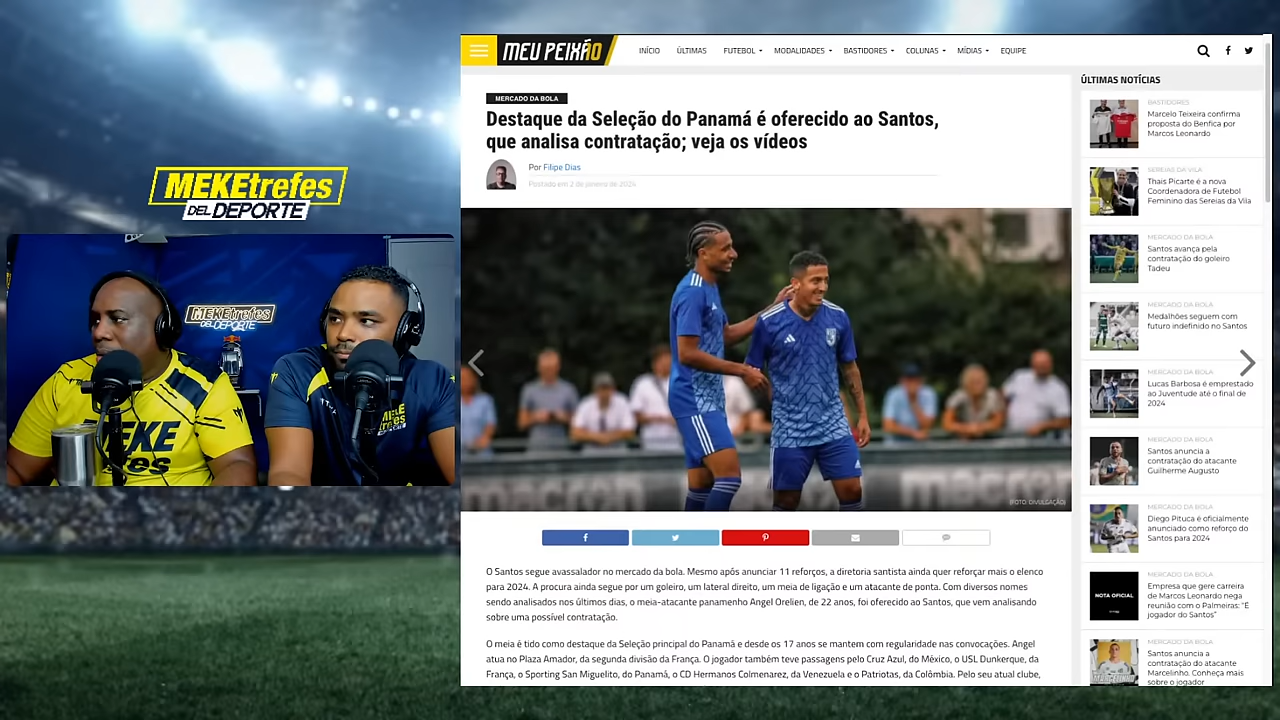 MEKEtrefes
DEL DEPORTE
MEKEtrefes
DEL DEPORTE
MEKE
MEKE
MEU PEIXÃO
INÍCIO
ÚLTIMAS
FUTEBOL
MODALIDADES
BASTIDORES
COLUNAS
MÍDIAS
EQUIPE
MERCADO DA BOLA
Destaque da Seleção do Panamá é oferecido ao Santos,
que analisa contratação; veja os vídeos
Por Filipe Dias
Postado em 2 de janeiro de 2024
(FOTO: DIVULGAÇÃO)
O Santos segue avassalador no mercado da bola. Mesmo após anunciar 11 reforços, a diretoria santista ainda quer reforçar mais o elenco
para 2024. A procura ainda segue por um goleiro, um lateral direito, um meia de ligação e um atacante de ponta. Com diversos nomes
sendo analisados nos últimos dias, o meia-atacante panamenho Angel Orelien, de 22 anos, foi oferecido ao Santos, que vem analisando
sobre uma possível contratação.
O meia é tido como destaque da Seleção principal do Panamá e desde os 17 anos se mantem com regularidade nas convocações. Angel
atua no Plaza Amador, da segunda divisão da França. O jogador também teve passagens pelo Cruz Azul, do México, o USL Dunkerque, da
França, o Sporting San Miguelito, do Panamá, o CD Hermanos Colmenarez, da Venezuela e o Patriotas, da Colômbia. Pelo seu atual clube,
ÚLTIMAS NOTÍCIAS
BASTIDORES
Marcelo Teixeira confirma
proposta do Benfica por
Marcos Leonardo
SEREIAS DA VILA
Thais Picarte é a nova
Coordenadora de Futebol
Feminino das Sereias da Vila
MERCADO DA BOLA
Santos avança pela
contratação do goleiro
Tadeu
MERCADO DA BOLA
Medalhões seguem com
futuro indefinido no Santos
MERCADO DA BOLA
Lucas Barbosa é emprestado
ao Juventude até o final de
2024
MERCADO DA BOLA
Santos anuncia a
contratação do atacante
Guilherme Augusto
MERCADO DA BOLA
Diego Pituca é oficialmente
anunciado como reforço do
Santos para 2024
NOTA OFICIAL
MERCADO DA BOLA
Empresa que gere carreira
de Marcos Leonardo nega
reunião com o Palmeiras: "É
jogador do Santos"
MERCADO DA BOLA
Santos anuncia a
contratação do atacante
Marcelinho. Conheça mais
sobre o jogador